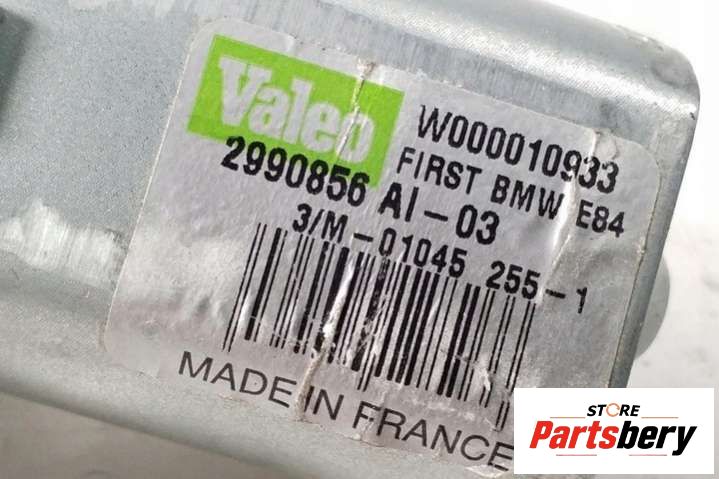 Valeo
W000010933
FIRST BMW E84
2990856 AI-03
3/M-01045 255-1
MADE IN FRANCE
STORE
Partsbery